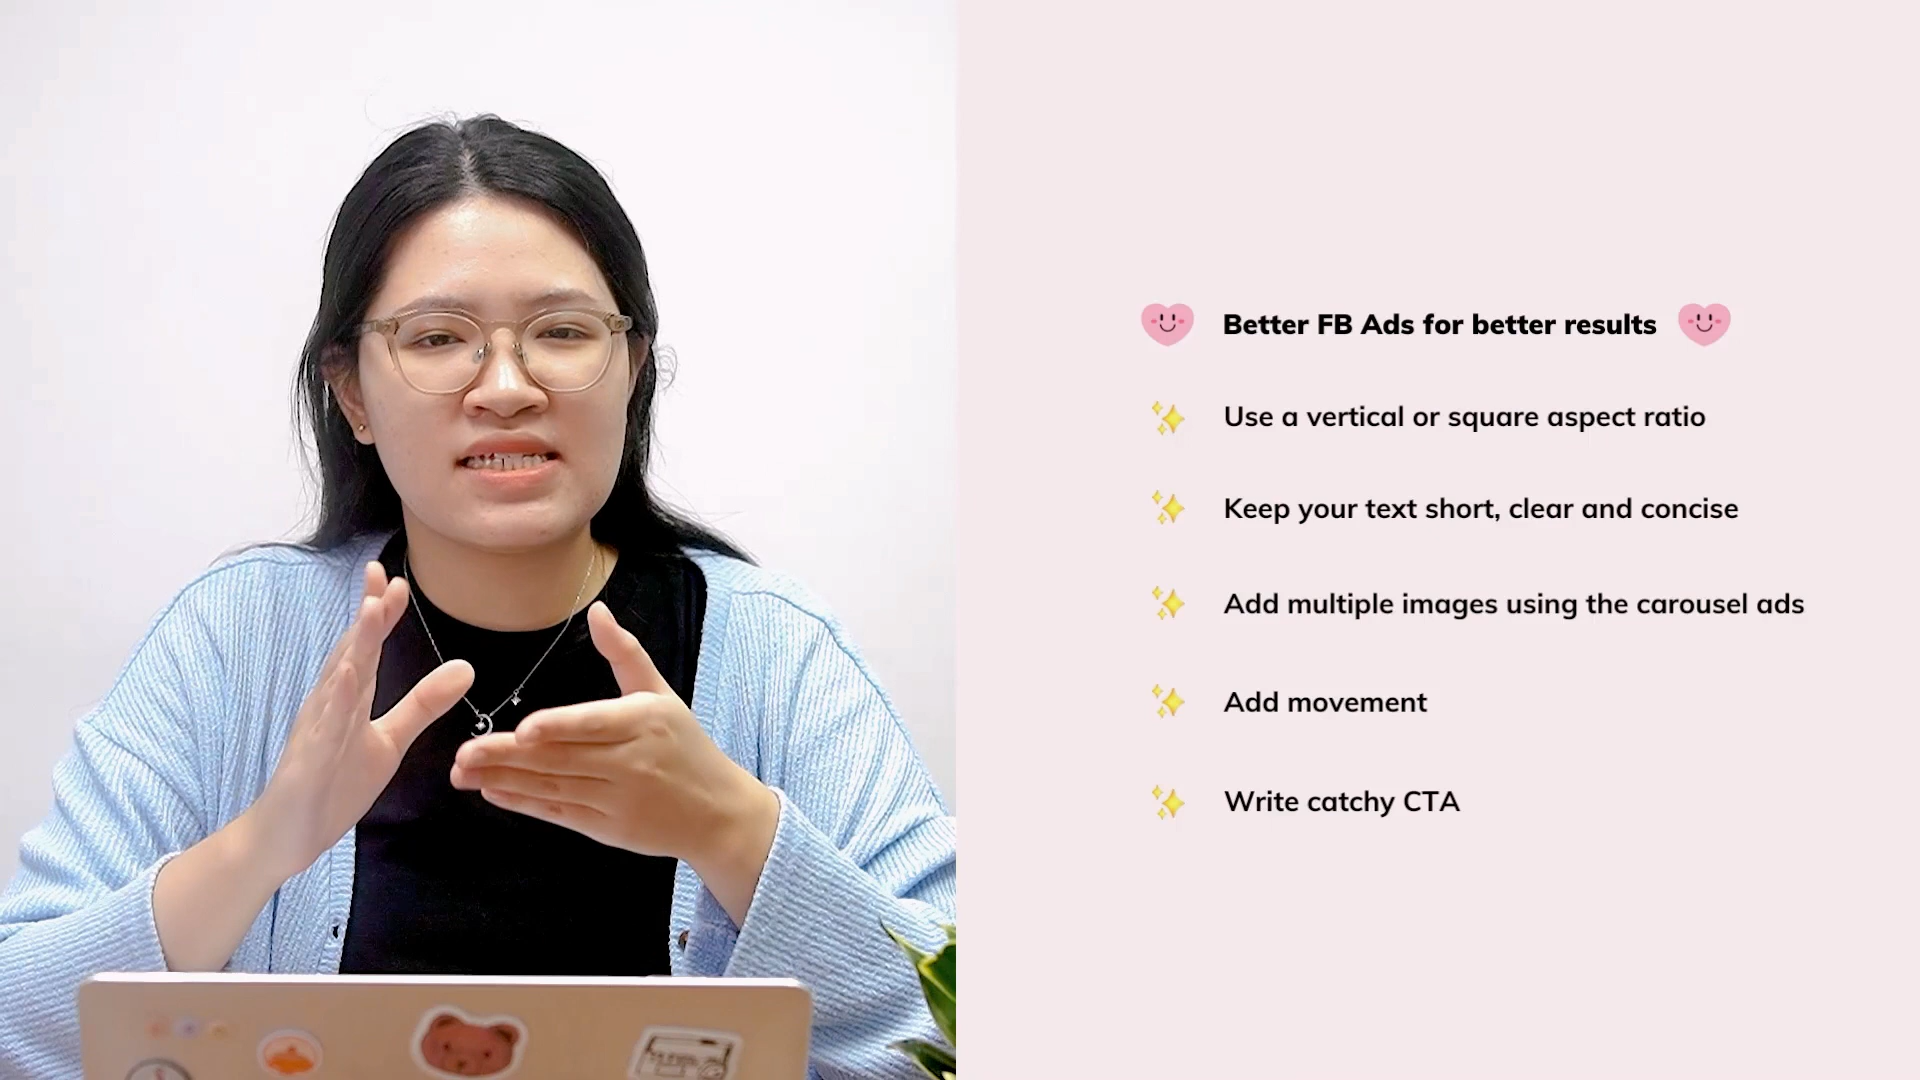 Better FB Ads for better results
Use a vertical or square aspect ratio
Keep your text short, clear and concise
Add multiple images using the carousel ads
Add movement
Write catchy CTA